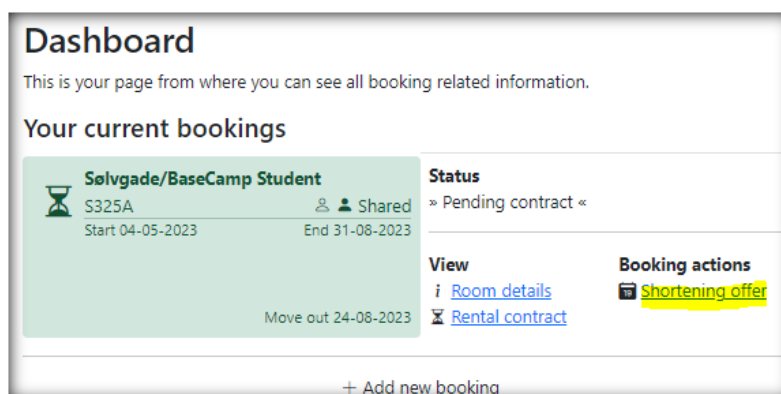 Dashboard
This is your page from where you can see all booking related information.
Your current bookings
Sølvgade/BaseCamp Student
S325A Shared
Start 04-05-2023 End 31-08-2023
Move out 24-08-2023
Status
» Pending contract «
View
i Room details
Rental contract
Booking actions
19 Shortening offer
+ Add new booking